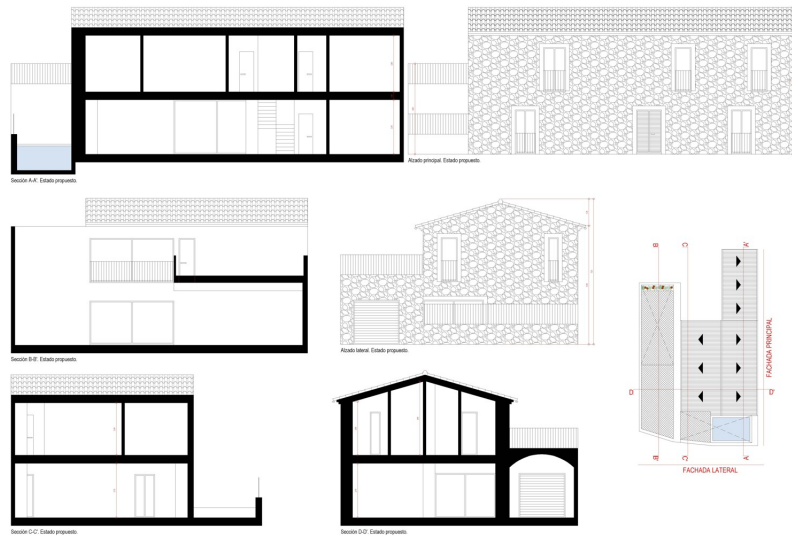 Sección A-A'. Estado propuesto.
Alzado principal. Estado propuesto.
Sección B-B'. Estado propuesto.
Alzado lateral. Estado propuesto.
B
C
A'
FACHADA PRINCIPAL
D
D'
B'
C'
A'
FACHADA LATERAL
Sección C-C'. Estado propuesto.
Sección D-D'. Estado propuesto.